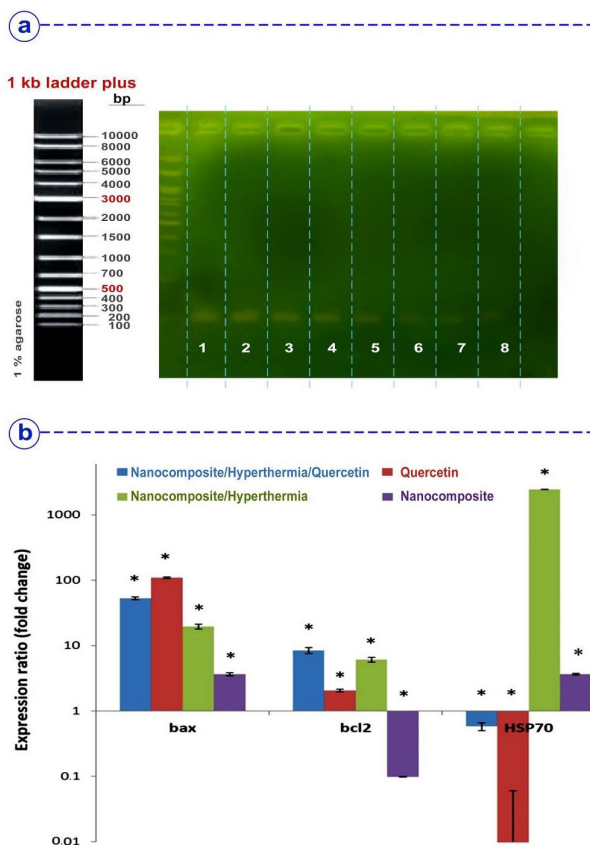 a
1 kb ladder plus
bp
10000
8000
6000
5000
4000
3000
2000
1500
1000
700
500
400
300
200
100
1 % agarose
1 2 3 4 5 6 7 8
b
Nanocomposite/Hyperthermia/Quercetin Quercetin
Nanocomposite/Hyperthermia Nanocomposite
Expression ratio (fold change)
1000
100
10
1
0.1
0.01
* * * *
* * * *
* * * *
bax bcl2 HSP70